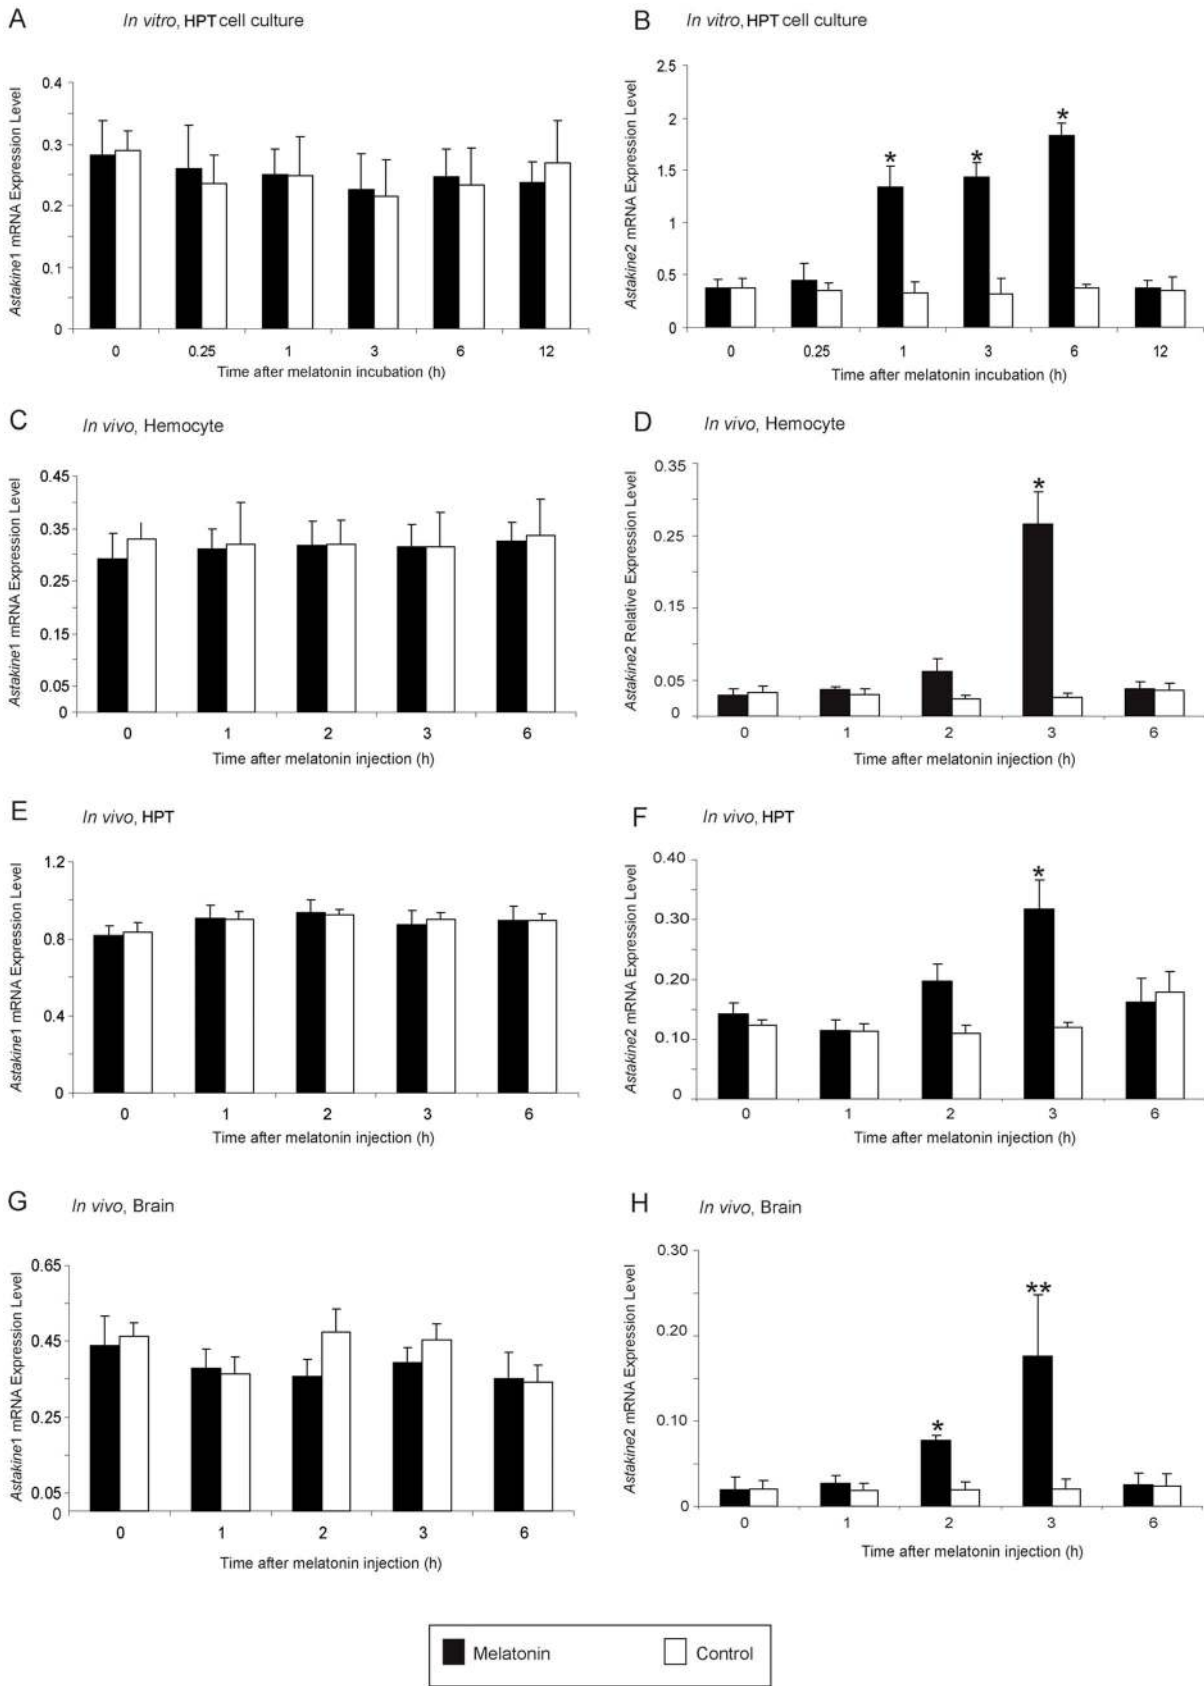 A
In vitro, HPT cell culture
Astakine1 mRNA Expression Level
0.4
0.3
0.2
0.1
0
0 0.25 1 3 6 12
Time after melatonin incubation (h)
B
In vitro, HPT cell culture
Astakine2 mRNA Expression Level
2.5
2
1.5
1
0.5
0
* * *
0 0.25 1 3 6 12
Time after melatonin incubation (h)
C
In vivo, Hemocyte
Astakine1 mRNA Expression Level
0.45
0.35
0.25
0.15
0.05
0
0 1 2 3 6
Time after melatonin injection (h)
D
In vivo, Hemocyte
Astakine2 Relative Expression Level
0.35
0.25
0.15
0.05
0
*
0 1 2 3 6
Time after melatonin injection (h)
E
In vivo, HPT
Astakine1 mRNA Expression Level
1.2
0.8
0.4
0
0 1 2 3 6
Time after melatonin injection (h)
F
In vivo, HPT
Astakine2 mRNA Expression Level
0.40
0.30
0.20
0.10
0
*
0 1 2 3 6
Time after melatonin injection (h)
G
In vivo, Brain
Astakine1 mRNA Expression Level
0.65
0.45
0.25
0.05
0
0 1 2 3 6
Time after melatonin injection (h)
H
In vivo, Brain
Astakine2 mRNA Expression Level
0.30
0.20
0.10
0
* **
0 1 2 3 6
Time after melatonin injection (h)
Melatonin Control